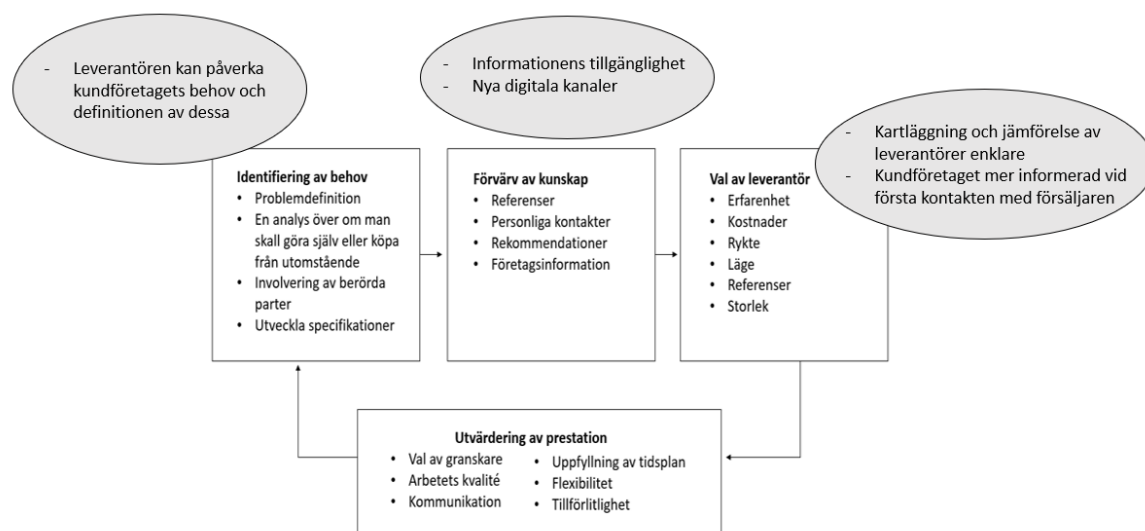 - Leverantören kan påverka
kundföretagets behov och
definitionen av dessa
- Informationens tillgänglighet
- Nya digitala kanaler
- Kartläggning och jämförelse av
leverantörer enklare
- Kundföretaget mer informerad vid
första kontakten med försäljaren
Identifiering av behov
• Problemdefinition
• En analys över om man
skall göra själv eller köpa
från utomstående
• Involvering av berörda
parter
• Utveckla specifikationer
Förvärv av kunskap
• Referenser
• Personliga kontakter
• Rekommendationer
• Företagsinformation
Val av leverantör
• Erfarenhet
• Kostnader
• Rykte
• Läge
• Referenser
• Storlek
Utvärdering av prestation
• Val av granskare
• Arbetets kvalité
• Kommunikation
• Uppfyllning av tidsplan
• Flexibilitet
• Tillförlitlighet